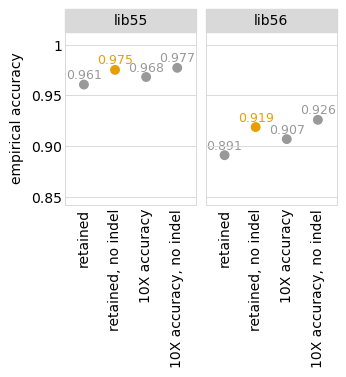 lib55
lib56
1
0.95
0.90
0.85
empirical accuracy
0.961
0.975
0.968
0.977
0.891
0.919
0.907
0.926
retained
retained, no indel
10X accuracy
10X accuracy, no indel
retained
retained, no indel
10X accuracy
10X accuracy, no indel